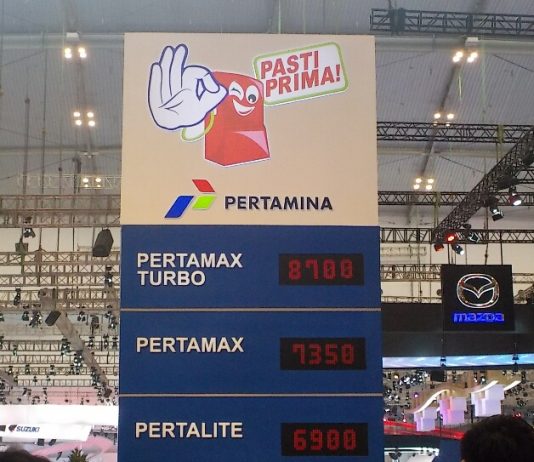 PASTI
PRIMA!
PERTAMINA
PERTAMAX
TURBO
8700
PERTAMAX
7350
PERTALITE
6900
mazda
SUZUKI